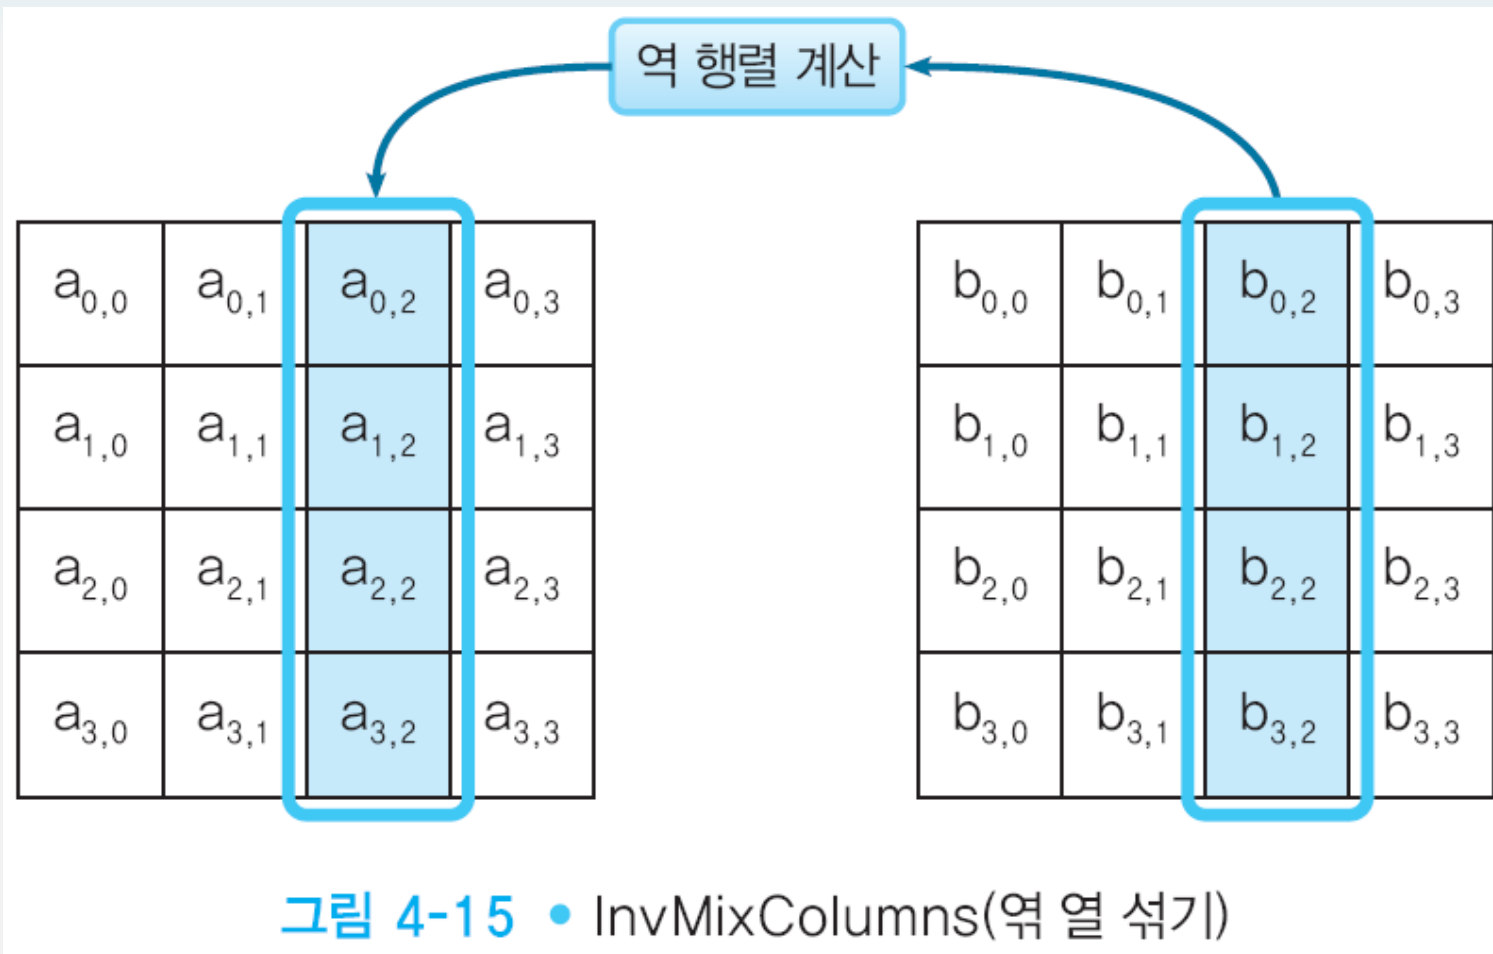 역 행렬 계산
a0,0 a0,1 a0,2 a0,3 b0,0 b0,1 b0,2 b0,3
a1,0 a1,1 a1,2 a1,3 b1,0 b1,1 b1,2 b1,3
a2,0 a2,1 a2,2 a2,3 b2,0 b2,1 b2,2 b2,3
a3,0 a3,1 a3,2 a3,3 b3,0 b3,1 b3,2 b3,3
그림 4-15 • InvMixColumns(엮 열 섞기)